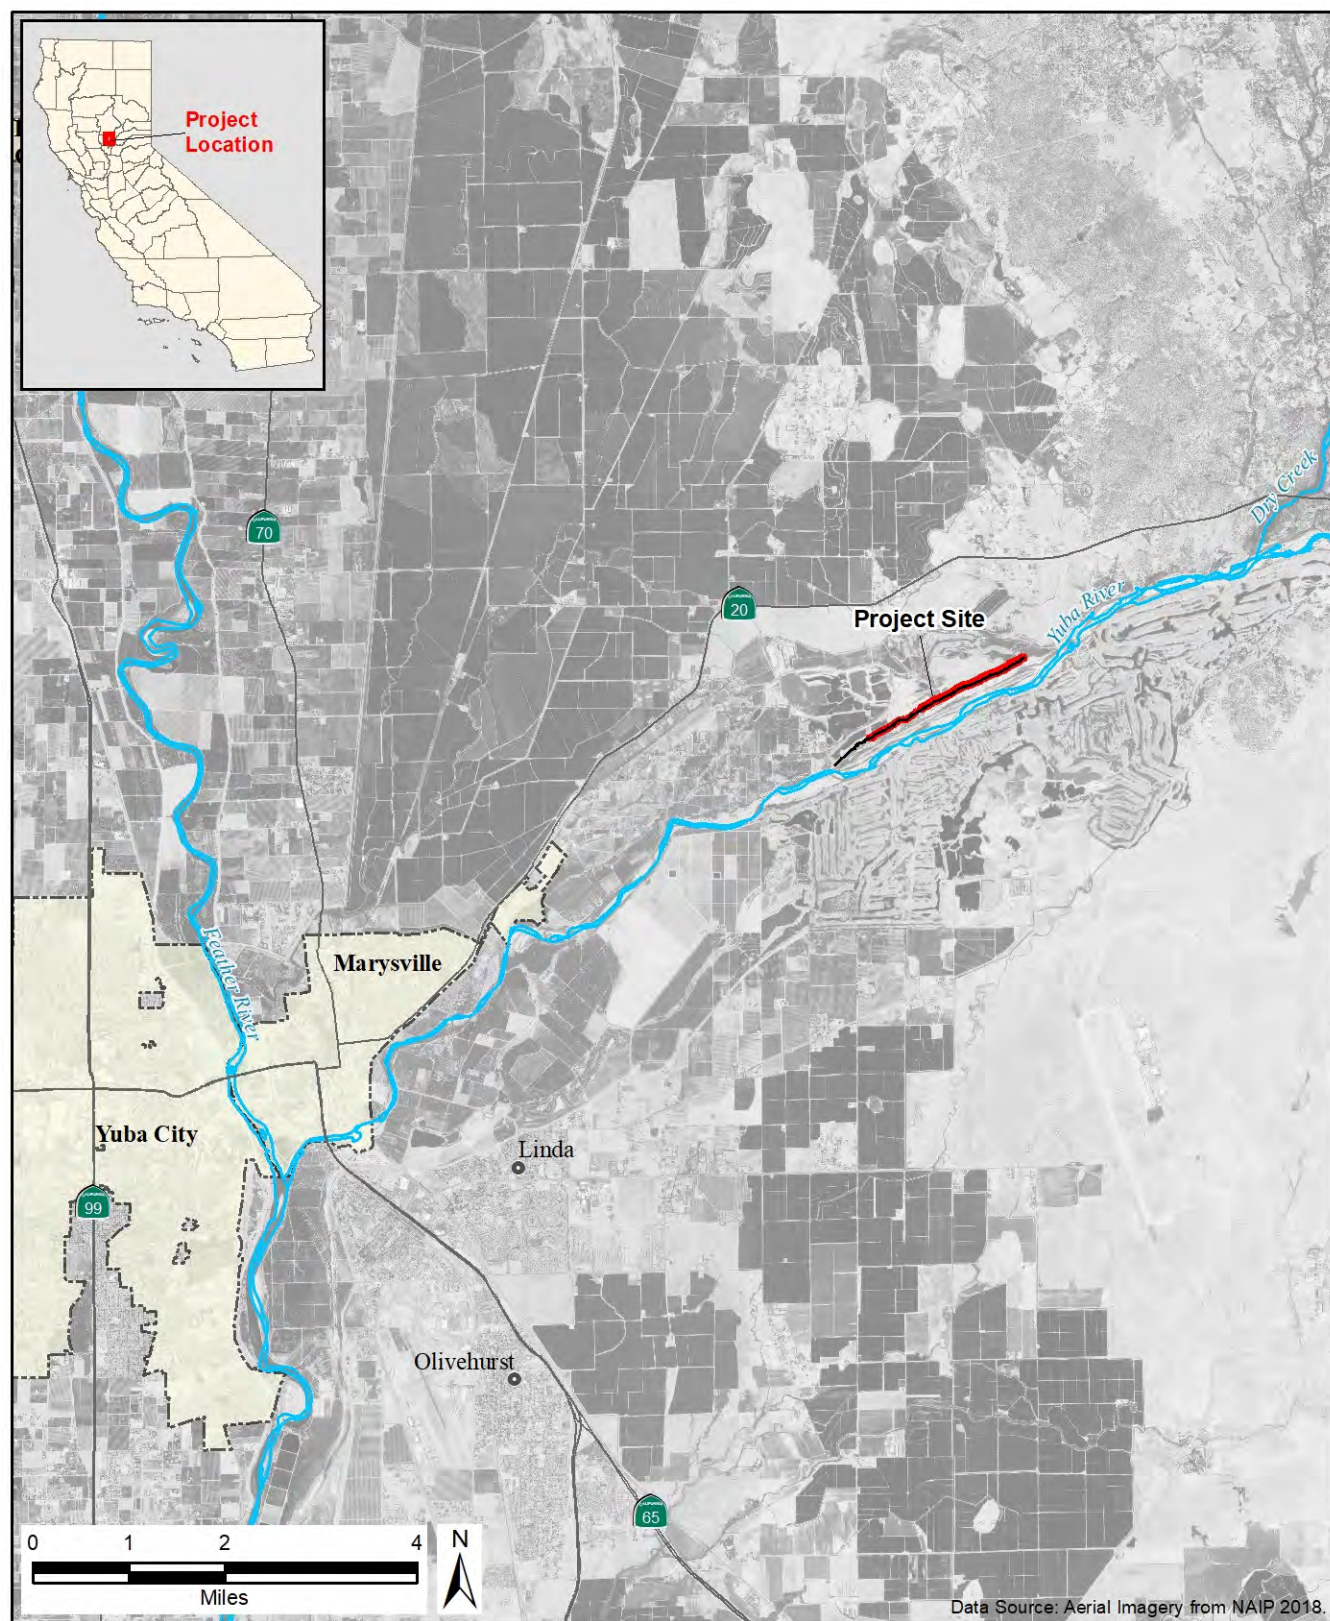 Project
Location
70
20
Dry Creek
Yuba River
Project Site
Feather River
Marysville
Yuba City
Linda
99
Olivehurst
65
0 1 2 4
Miles
N
Data Source: Aerial Imagery from NAIP 2018.